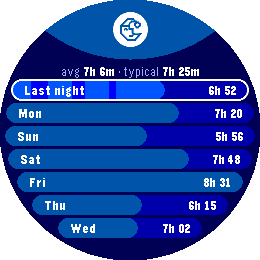 avg 7h 6m · typical 7h 25m
Last night 6h 52
Mon 7h 20
Sun 5h 56
Sat 7h 48
Fri 8h 31
Thu 6h 15
Wed 7h 02